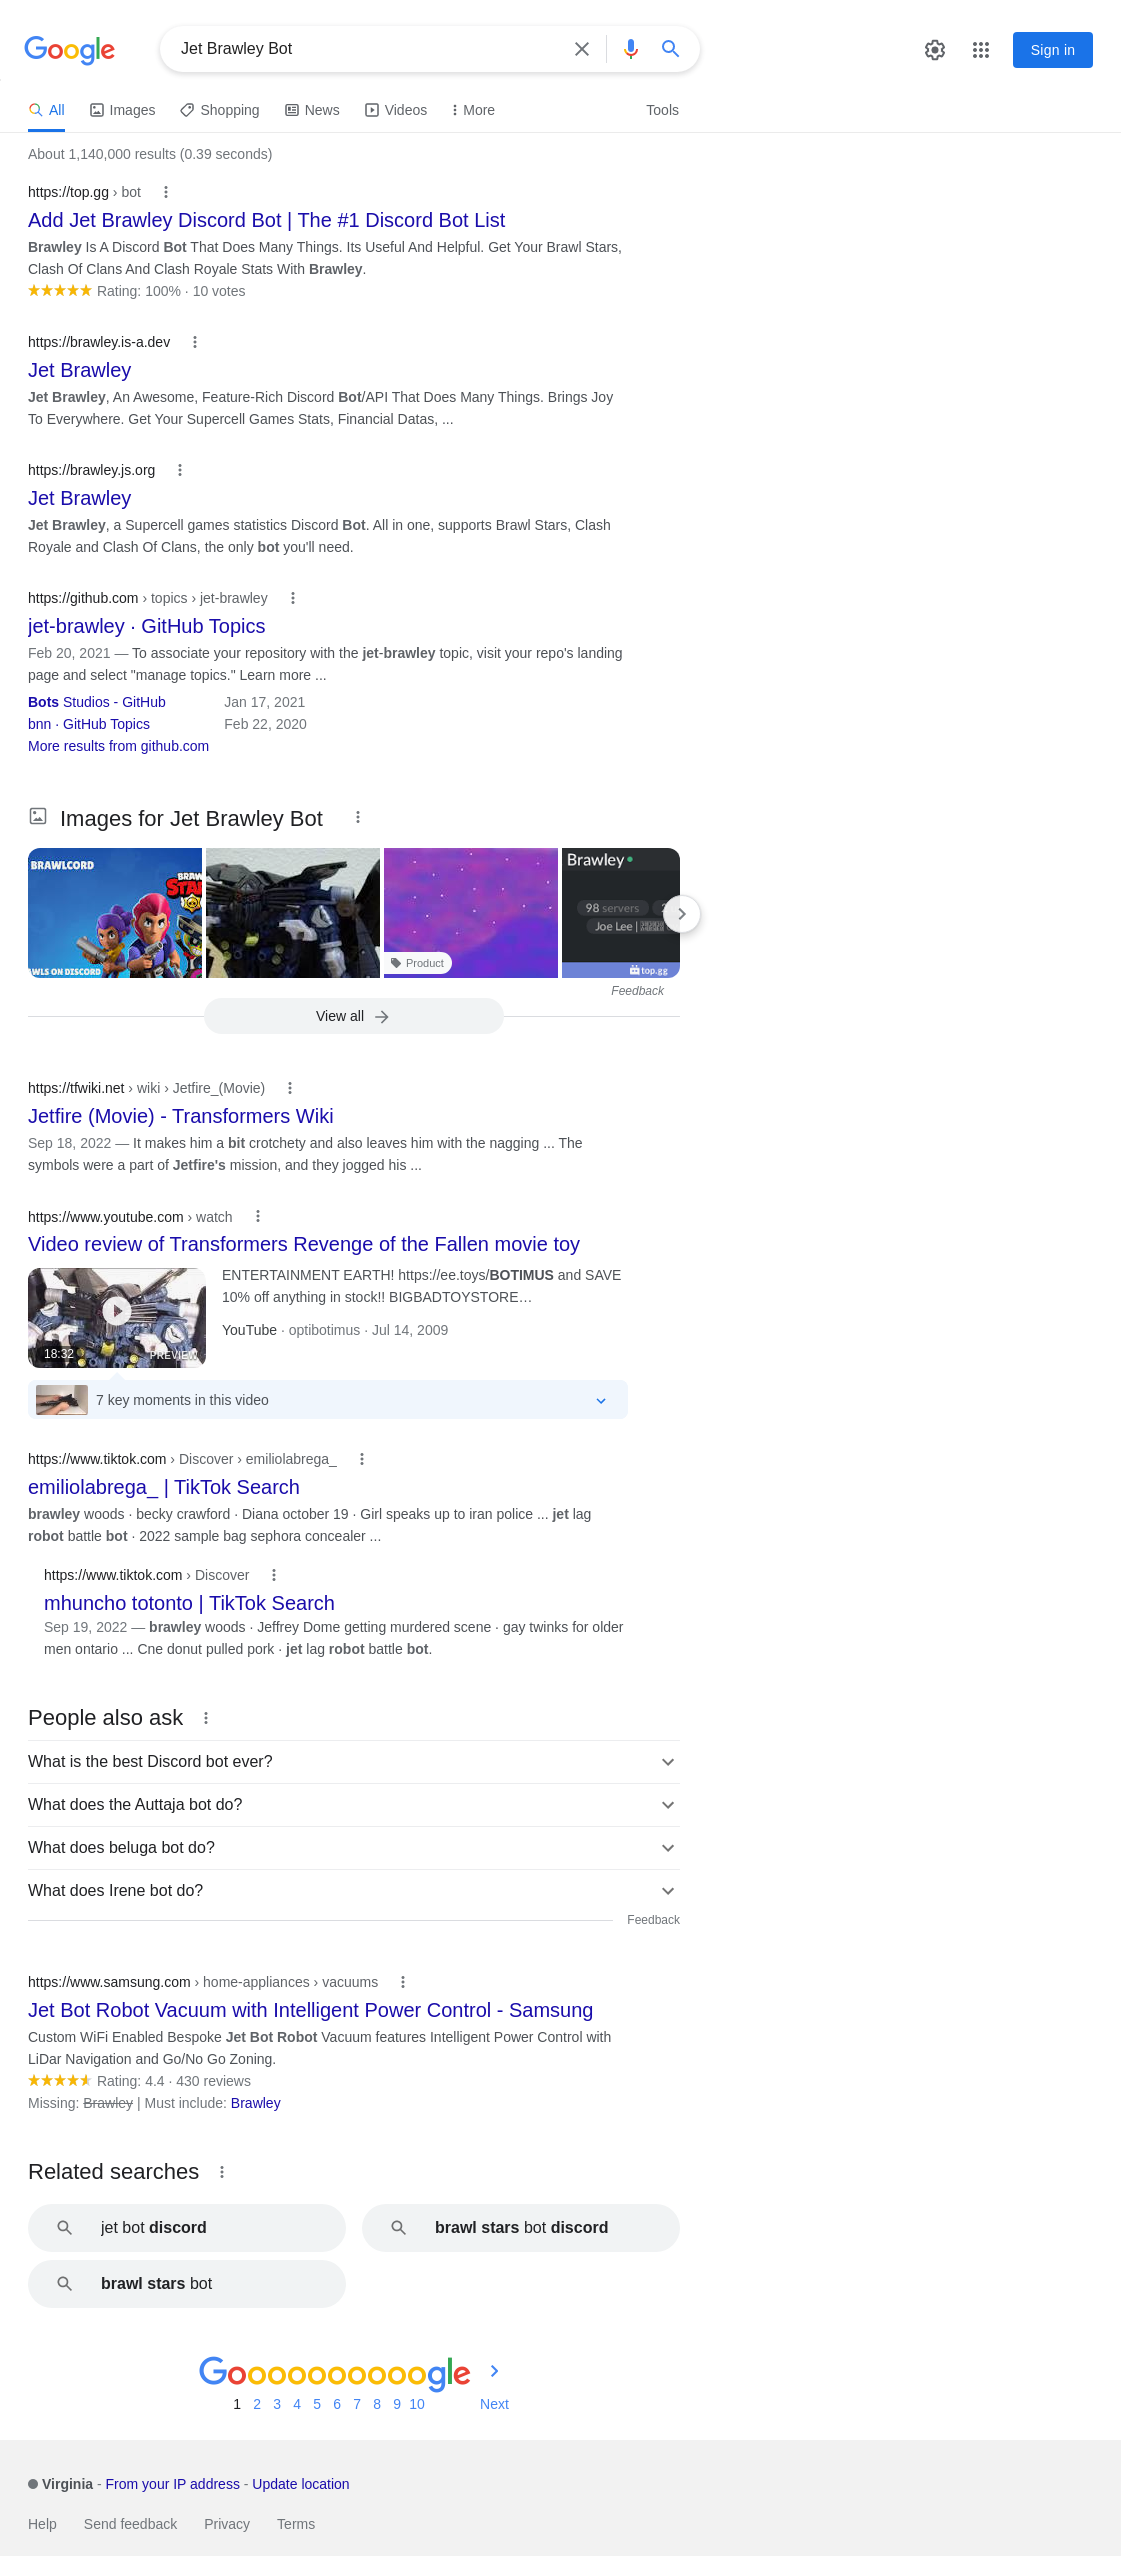 Google
Jet Brawley Bot
Sign in
All
Images
Shopping
News
Videos
More
Tools
About 1,140,000 results (0.39 seconds)
https://top.gg › bot
Add Jet Brawley Discord Bot | The #1 Discord Bot List
Brawley Is A Discord Bot That Does Many Things. Its Useful And Helpful. Get Your Brawl Stars,
Clash Of Clans And Clash Royale Stats With Brawley.
Rating: 100% · 10 votes
https://brawley.is-a.dev
Jet Brawley
Jet Brawley, An Awesome, Feature-Rich Discord Bot/API That Does Many Things. Brings Joy
To Everywhere. Get Your Supercell Games Stats, Financial Datas, ...
https://brawley.js.org
Jet Brawley
Jet Brawley, a Supercell games statistics Discord Bot. All in one, supports Brawl Stars, Clash
Royale and Clash Of Clans, the only bot you'll need.
https://github.com › topics › jet-brawley
jet-brawley · GitHub Topics
Feb 20, 2021 — To associate your repository with the jet-brawley topic, visit your repo's landing
page and select "manage topics." Learn more ...
Bots Studios - GitHub Jan 17, 2021
bnn · GitHub Topics Feb 22, 2020
More results from github.com
Images for Jet Brawley Bot
BRAWLCORD
BRAW
STAR
AWLS ON DISCORD
Product
Brawley
98 servers
Joe Lee |
top.gg
Feedback
View all
https://tfwiki.net › wiki › Jetfire_(Movie)
Jetfire (Movie) - Transformers Wiki
Sep 18, 2022 — It makes him a bit crotchety and also leaves him with the nagging ... The
symbols were a part of Jetfire's mission, and they jogged his ...
https://www.youtube.com › watch
Video review of Transformers Revenge of the Fallen movie toy
ENTERTAINMENT EARTH! https://ee.toys/BOTIMUS and SAVE
10% off anything in stock!! BIGBADTOYSTORE…
YouTube · optibotimus · Jul 14, 2009
18:32
PREVIEW
7 key moments in this video
https://www.tiktok.com › Discover › emiliolabrega_
emiliolabrega_ | TikTok Search
brawley woods · becky crawford · Diana october 19 · Girl speaks up to iran police ... jet lag
robot battle bot · 2022 sample bag sephora concealer ...
https://www.tiktok.com › Discover
mhuncho totonto | TikTok Search
Sep 19, 2022 — brawley woods · Jeffrey Dome getting murdered scene · gay twinks for older
men ontario ... Cne donut pulled pork · jet lag robot battle bot.
People also ask
What is the best Discord bot ever?
What does the Auttaja bot do?
What does beluga bot do?
What does Irene bot do?
Feedback
https://www.samsung.com › home-appliances › vacuums
Jet Bot Robot Vacuum with Intelligent Power Control - Samsung
Custom WiFi Enabled Bespoke Jet Bot Robot Vacuum features Intelligent Power Control with
LiDar Navigation and Go/No Go Zoning.
Rating: 4.4 · 430 reviews
Missing: Brawley | Must include: Brawley
Related searches
jet bot discord
brawl stars bot discord
brawl stars bot
Goooooooooogle
1 2 3 4 5 6 7 8 9 10 Next
Virginia - From your IP address - Update location
Help Send feedback Privacy Terms